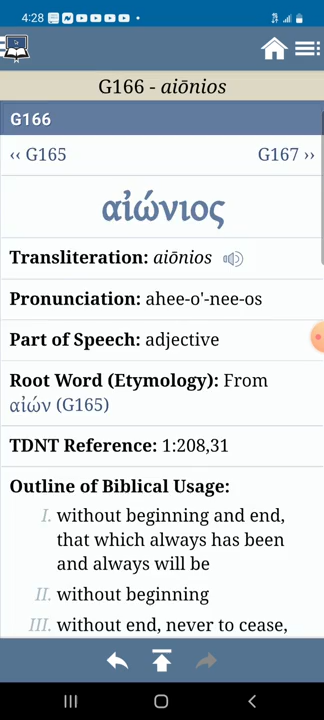 4:28
G166 - aiōnios
G166
‹‹ G165 G167 ››
αἰώνιος
Transliteration: aiōnios
Pronunciation: ahee-o'-nee-os
Part of Speech: adjective
Root Word (Etymology): From
αἰών (G165)
TDNT Reference: 1:208,31
Outline of Biblical Usage:
I. without beginning and end,
that which always has been
and always will be
II. without beginning
III. without end, never to cease,